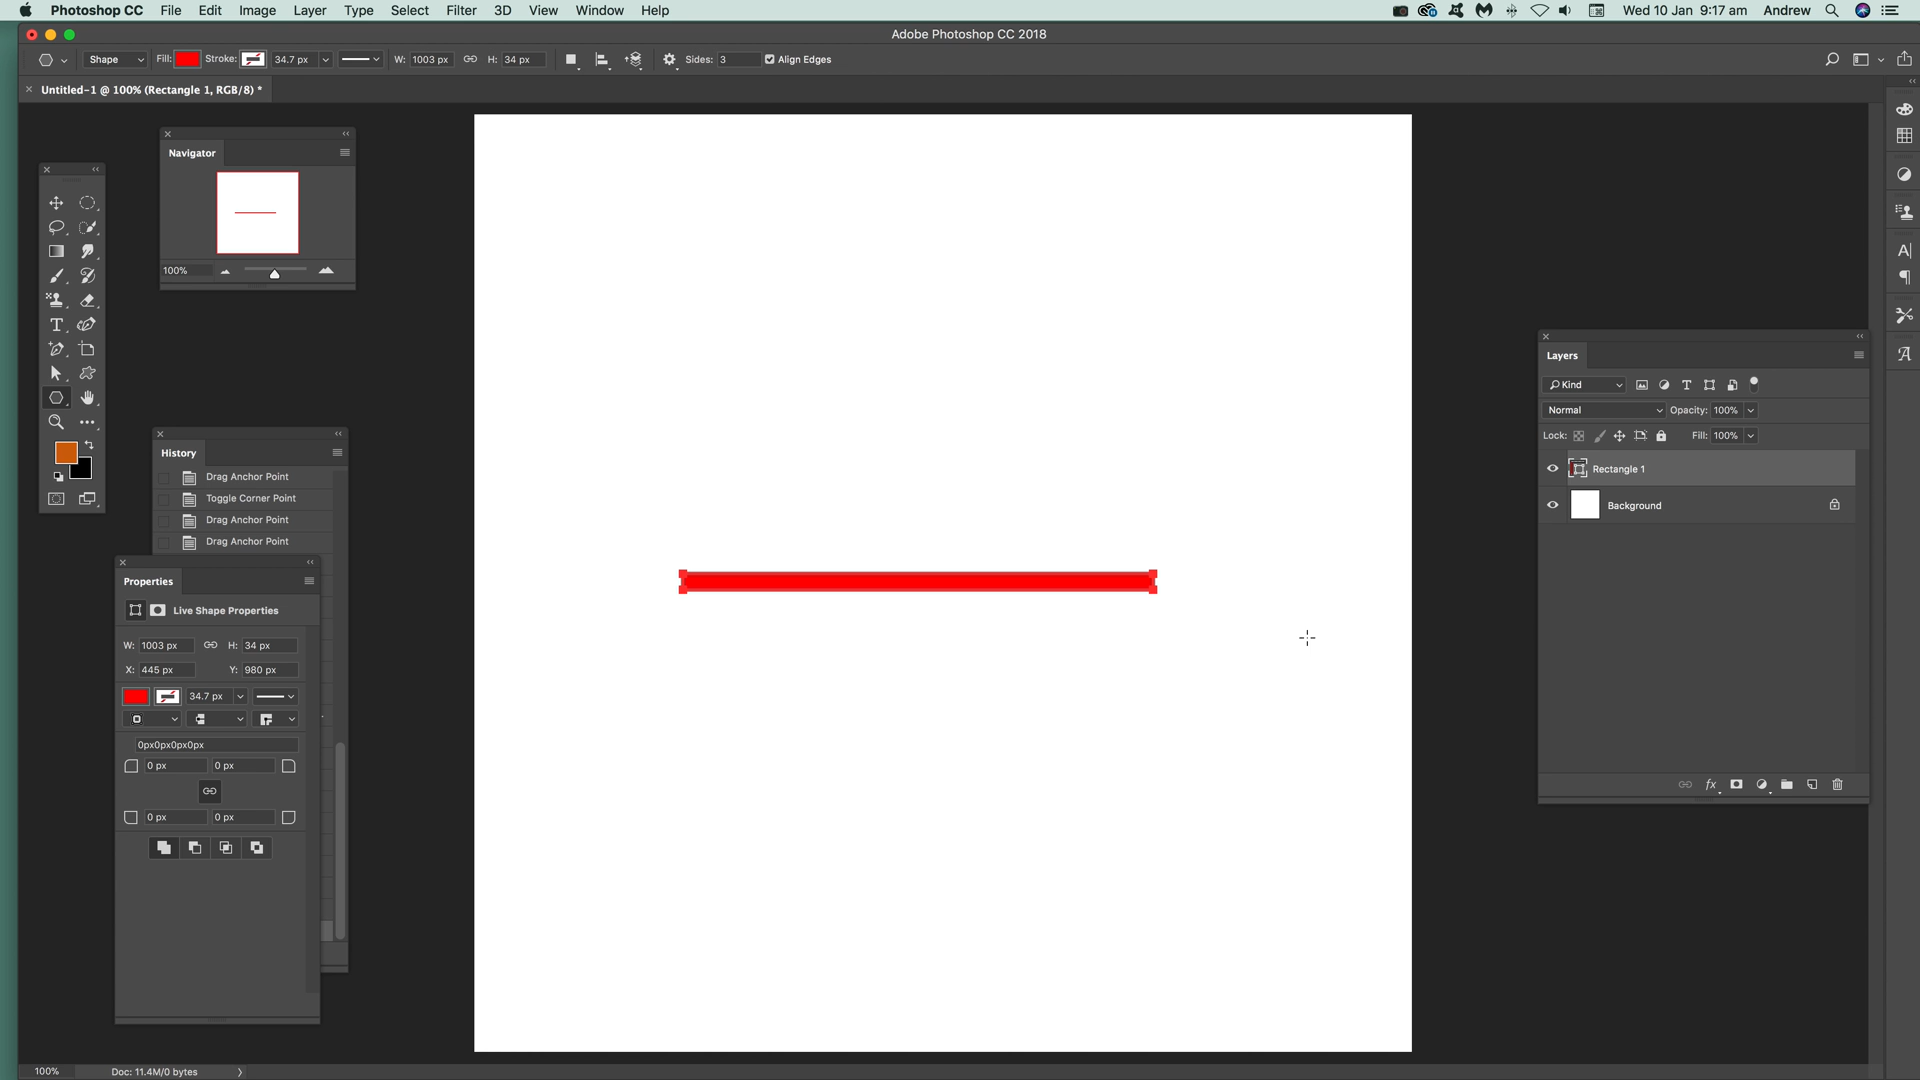 Photoshop CC File Edit Image Layer Type Select Filter 3D View Window Help Wed 10 Jan 9:17 am Andrew
Adobe Photoshop CC 2018
Shape Fill: Stroke: 34.7 px W: 1003 px H: 34 px Sides: 3 Align Edges
Untitled-1 @ 100% (Rectangle 1, RGB/8) *
Navigator
100%
History
Drag Anchor Point
Toggle Corner Point
Drag Anchor Point
Drag Anchor Point
Properties
Live Shape Properties
W: 1003 px H: 34 px
X: 445 px Y: 980 px
34.7 px
0px0px0px0px
0 px 0 px
0 px 0 px
Layers
Kind
Normal Opacity: 100%
Lock: Fill: 100%
Rectangle 1
Background
fx
100% Doc: 11.4M/0 bytes